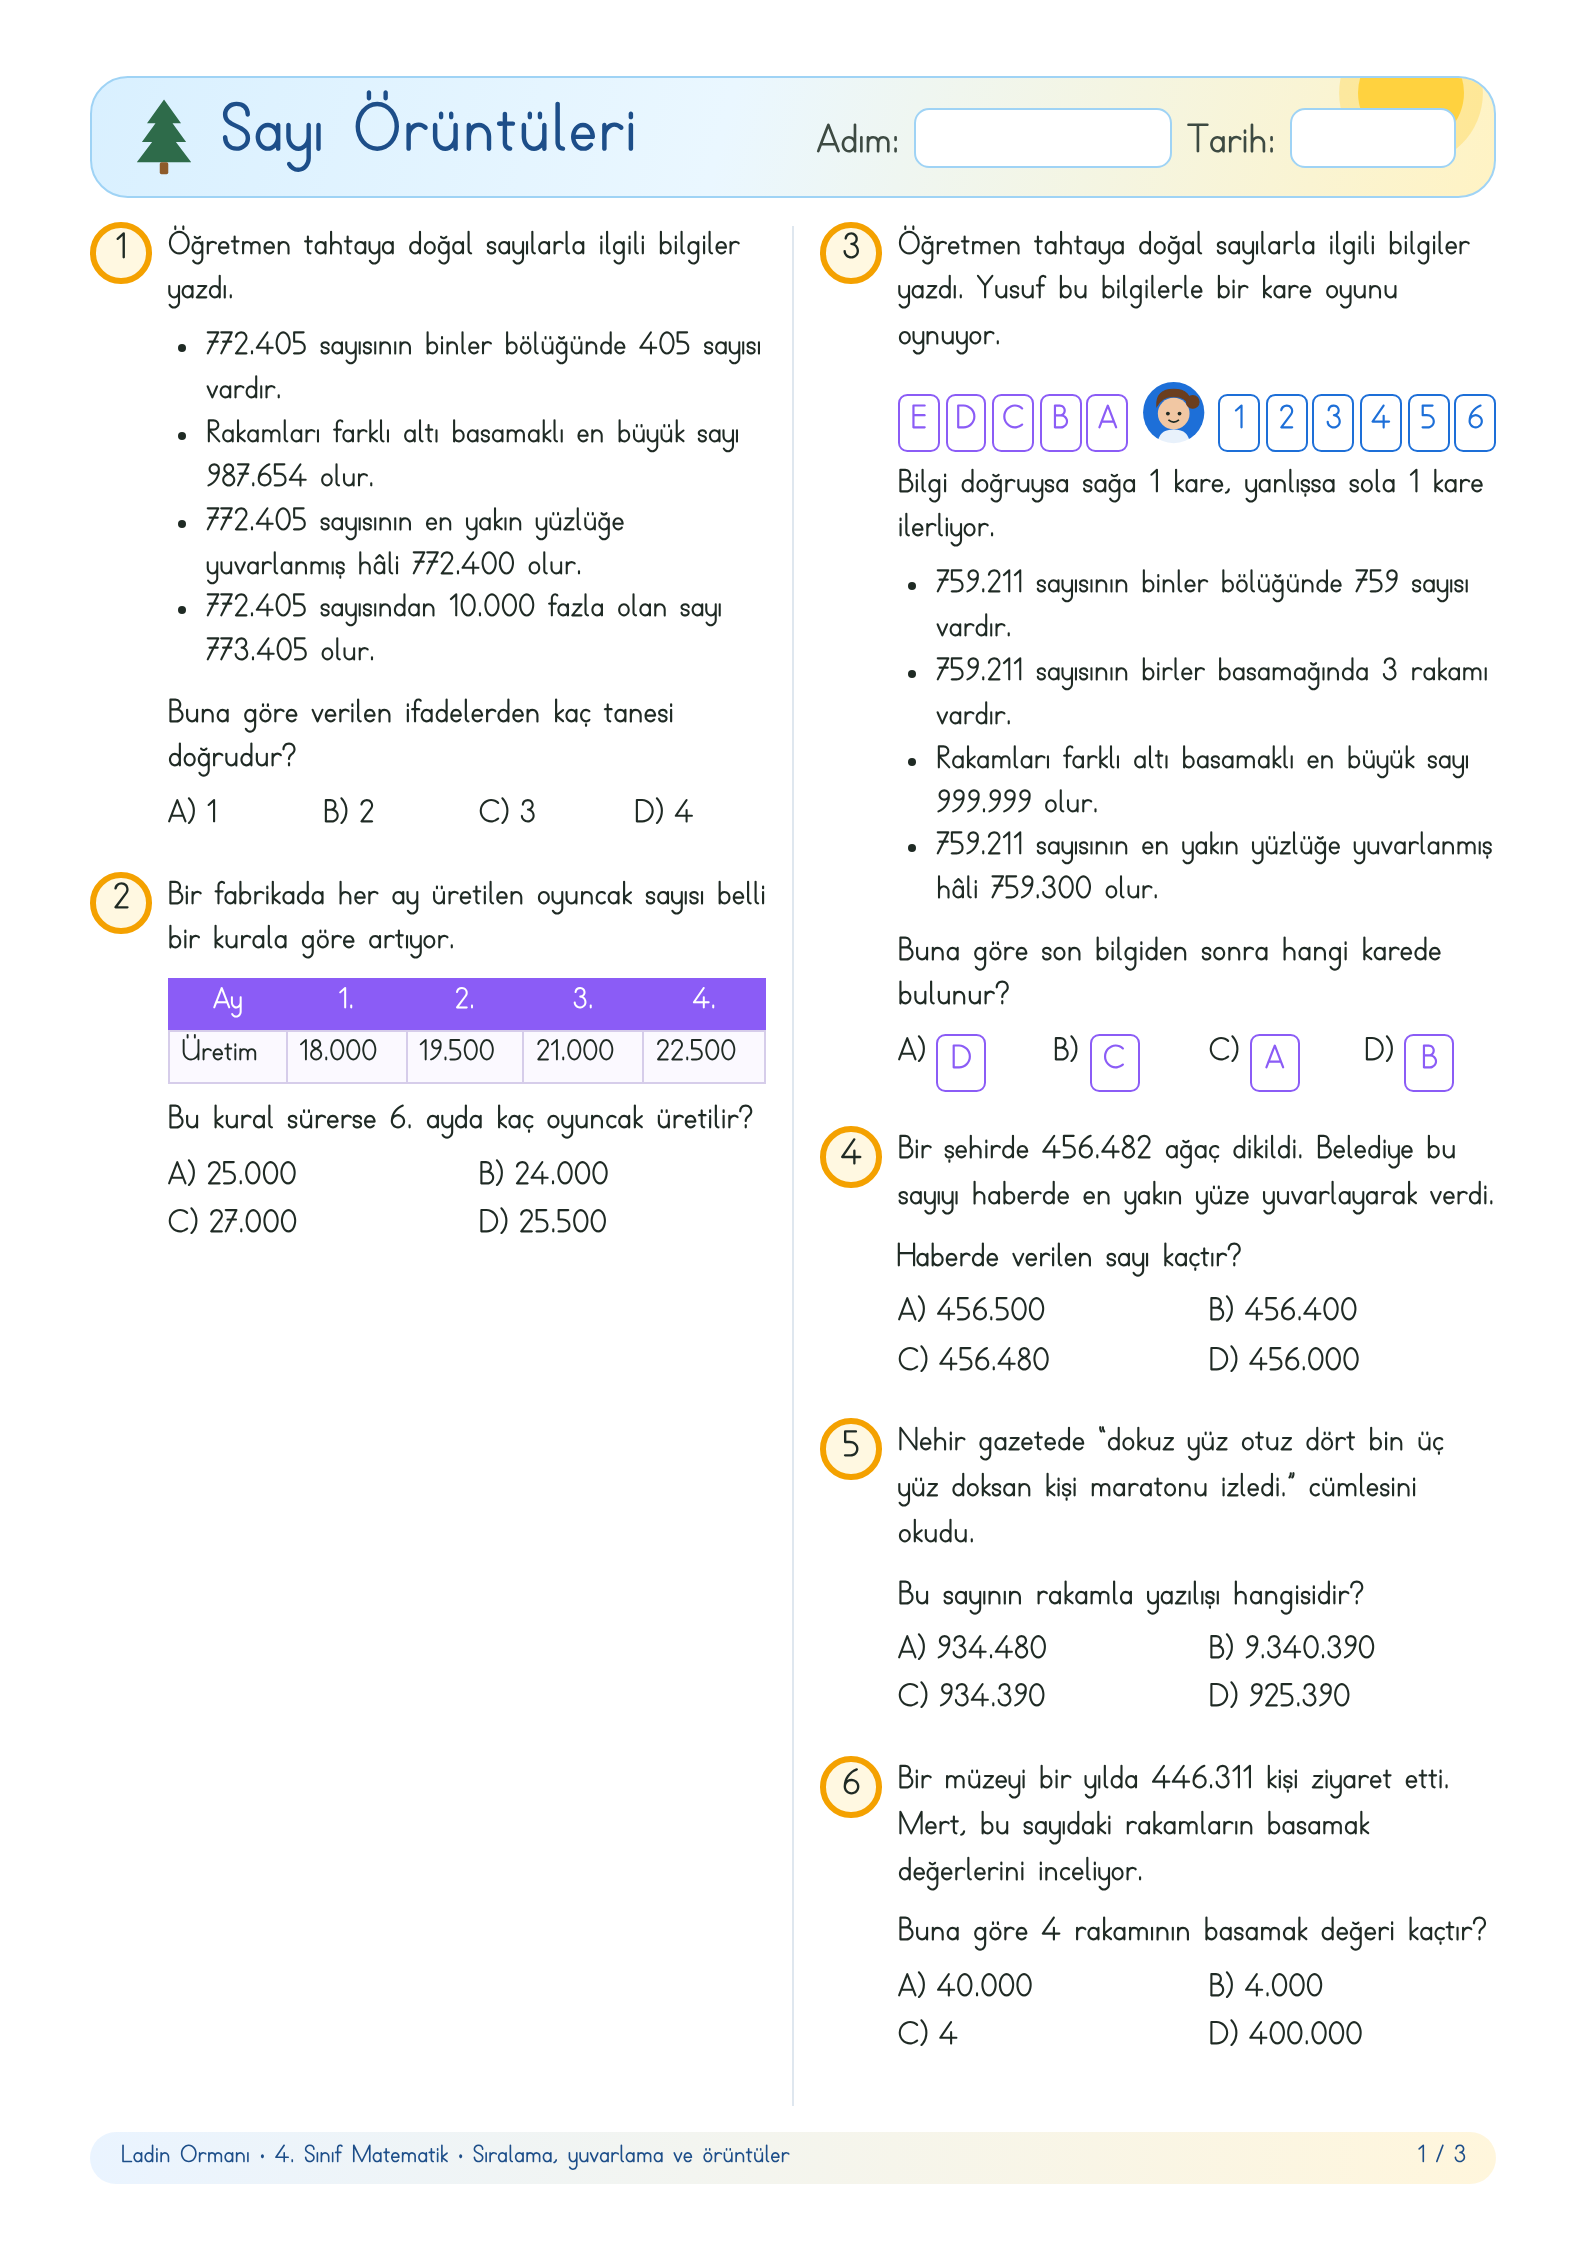 Sayı Örüntüleri
Adım:
Tarih:
1
Öğretmen tahtaya doğal sayılarla ilgili bilgiler
yazdı.
• 772.405 sayısının binler bölüğünde 405 sayısı
vardır.
• Rakamları farklı altı basamaklı en büyük sayı
987.654 olur.
• 772.405 sayısının en yakın yüzlüğe
yuvarlanmış hâli 772.400 olur.
• 772.405 sayısından 10.000 fazla olan sayı
773.405 olur.
Buna göre verilen ifadelerden kaç tanesi
doğrudur?
A) 1 B) 2 C) 3 D) 4
2
Bir fabrikada her ay üretilen oyuncak sayısı belli
bir kurala göre artıyor.
Ay 1. 2. 3. 4.
Üretim 18.000 19.500 21.000 22.500
Bu kural sürerse 6. ayda kaç oyuncak üretilir?
A) 25.000 B) 24.000
C) 27.000 D) 25.500
3
Öğretmen tahtaya doğal sayılarla ilgili bilgiler
yazdı. Yusuf bu bilgilerle bir kare oyunu
oynuyor.
E D C B A 1 2 3 4 5 6
Bilgi doğruysa sağa 1 kare, yanlışsa sola 1 kare
ilerliyor.
• 759.211 sayısının binler bölüğünde 759 sayısı
vardır.
• 759.211 sayısının birler basamağında 3 rakamı
vardır.
• Rakamları farklı altı basamaklı en büyük sayı
999.999 olur.
• 759.211 sayısının en yakın yüzlüğe yuvarlanmış
hâli 759.300 olur.
Buna göre son bilgiden sonra hangi karede
bulunur?
A) D B) C C) A D) B
4
Bir şehirde 456.482 ağaç dikildi. Belediye bu
sayıyı haberde en yakın yüze yuvarlayarak verdi.
Haberde verilen sayı kaçtır?
A) 456.500 B) 456.400
C) 456.480 D) 456.000
5
Nehir gazetede "dokuz yüz otuz dört bin üç
yüz doksan kişi maratonu izledi." cümlesini
okudu.
Bu sayının rakamla yazılışı hangisidir?
A) 934.480 B) 9.340.390
C) 934.390 D) 925.390
6
Bir müzeyi bir yılda 446.311 kişi ziyaret etti.
Mert, bu sayıdaki rakamların basamak
değerlerini inceliyor.
Buna göre 4 rakamının basamak değeri kaçtır?
A) 40.000 B) 4.000
C) 4 D) 400.000
Ladin Ormanı • 4. Sınıf Matematik • Sıralama, yuvarlama ve örüntüler
1 / 3